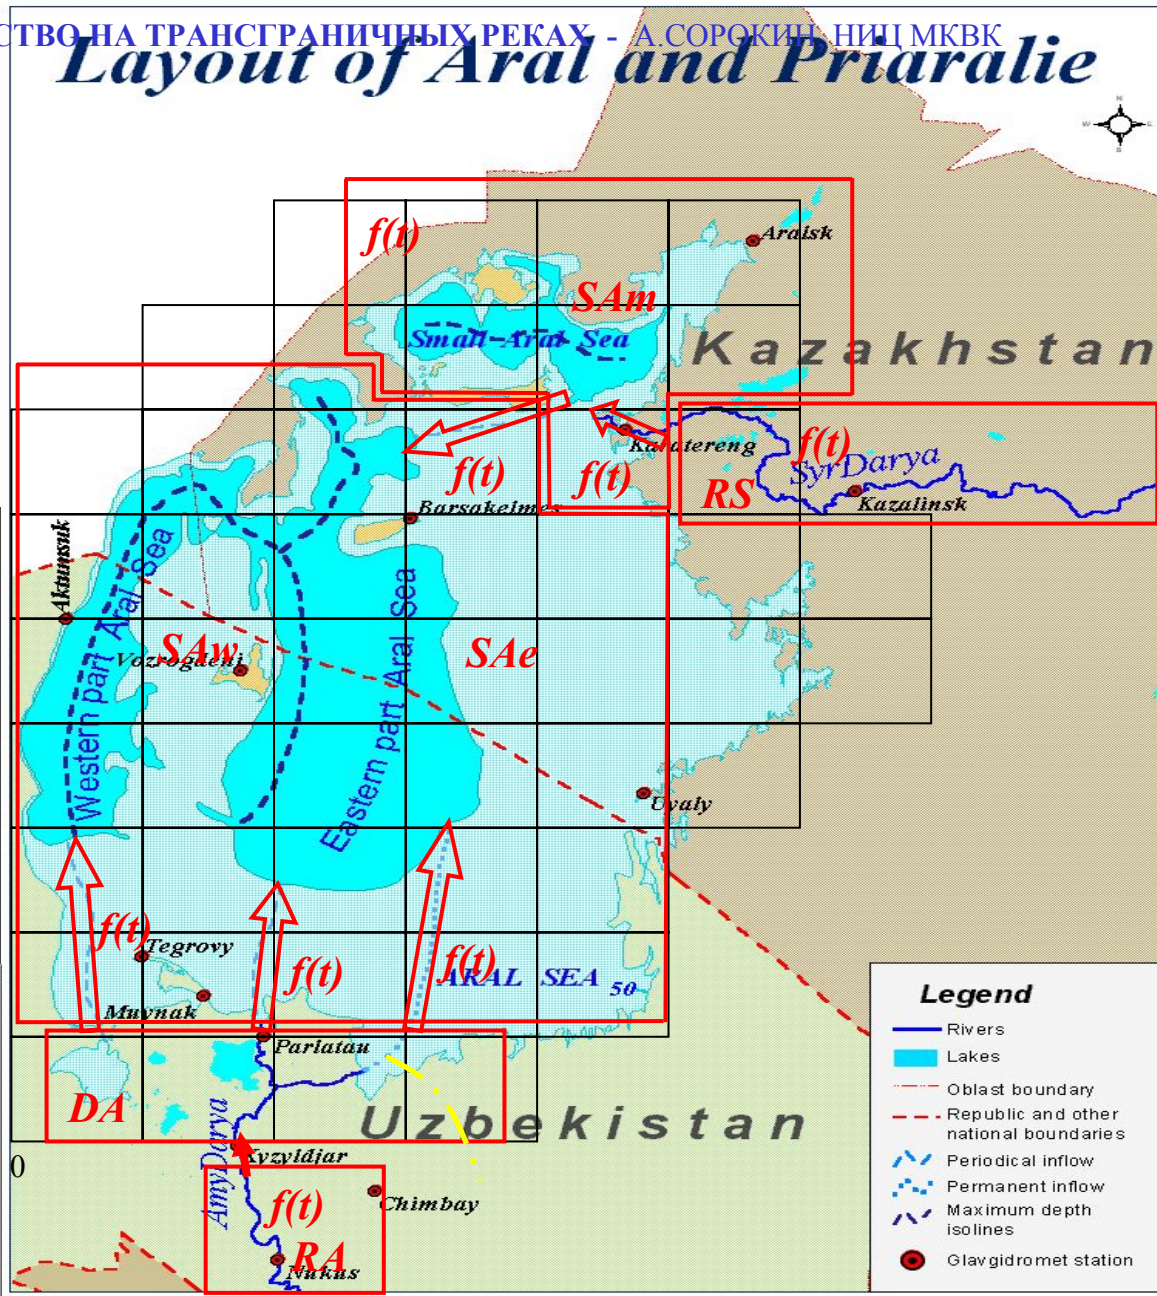 СТВО НА ТРАНСГРАНИЧНЫХ РЕКАХ - А.СОРОКИН, НИЦ МКВК
Layout of Aral and Priaralie
N
W E
S
f(t)
Aralsk
SAm
Small Aral Sea
Kazakhstan
Karatereng
f(t)
f(t)
f(t)
SyrDarya
RS
Kazalinsk
Barsakelmes
Aktumsuk
Western part Aral Sea
SAw
Vozrogdenj
SAe
Eastern part Aral Sea
Uyaly
f(t)
Tegrovy
f(t)
f(t)
ARAL SEA 50
Muynak
Parlatau
DA
Uzbekistan
AmyDarya
Kyzyldjar
0
Chimbay
f(t)
RA
Nukus
Legend
Rivers
Lakes
Oblast boundary
Republic and other
national boundaries
Periodical inflow
Permanent inflow
Maximum depth
isolines
Glavgidromet station